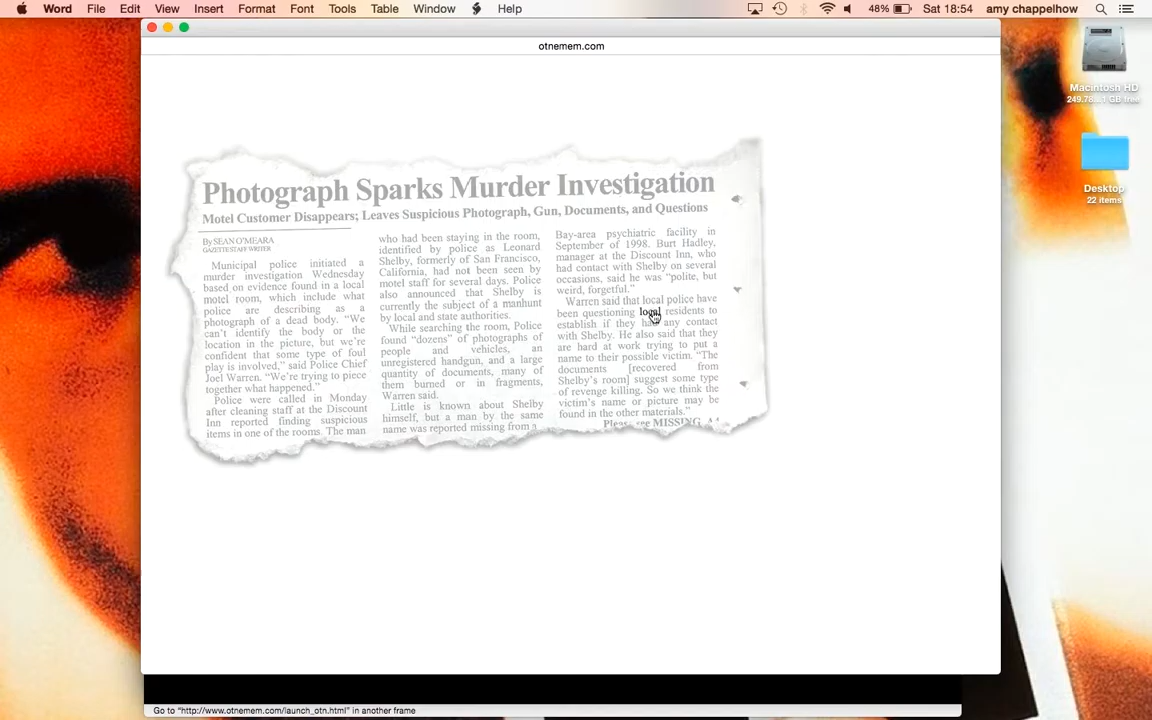 Word File Edit View Insert Format Font Tools Table Window Help 48% Sat 18:54 amy chappelhow
otnemem.com
Macintosh HD
249.78... 1 GB free
Desktop
22 items
Photograph Sparks Murder Investigation
Motel Customer Disappears; Leaves Suspicious Photograph, Gun, Documents, and Questions
By SEAN O'MEARA
GAZETTE STAFF WRITER
Municipal police initiated a
murder investigation Wednesday
based on evidence found in a local
motel room, which include what
police are describing as a
photograph of a dead body. "We
can't identify the body or the
location in the picture, but we're
confident that some type of foul
play is involved," said Police Chief
Joel Warren. "We're trying to piece
together what happened."
Police were called in Monday
after cleaning staff at the Discount
Inn reported finding suspicious
items in one of the rooms. The man
who had been staying in the room,
identified by police as Leonard
Shelby, formerly of San Francisco,
California, had not been seen by
motel staff for several days. Police
also announced that Shelby is
currently the subject of a manhunt
by local and state authorities.
While searching the room, Police
found "dozens" of photographs of
people and vehicles, an
unregistered handgun, and a large
quantity of documents, many of
them burned or in fragments,
Warren said.
Little is known about Shelby
himself, but a man by the same
name was reported missing from a
Bay-area psychiatric facility in
September of 1998. Burt Hadley,
manager at the Discount Inn, who
had contact with Shelby on several
occasions, said he was "polite, but
weird, forgetful."
Warren said that local police have
been questioning local residents to
establish if they had any contact
with Shelby. He also said that they
are hard at work trying to put a
name to their possible victim. "The
documents [recovered from
Shelby's room] suggest some type
of revenge killing. So we think the
victim's name or picture may be
found in the other materials."
Please see MISSING, A4
Go to "http://www.otnemem.com/launch_otn.html" in another frame